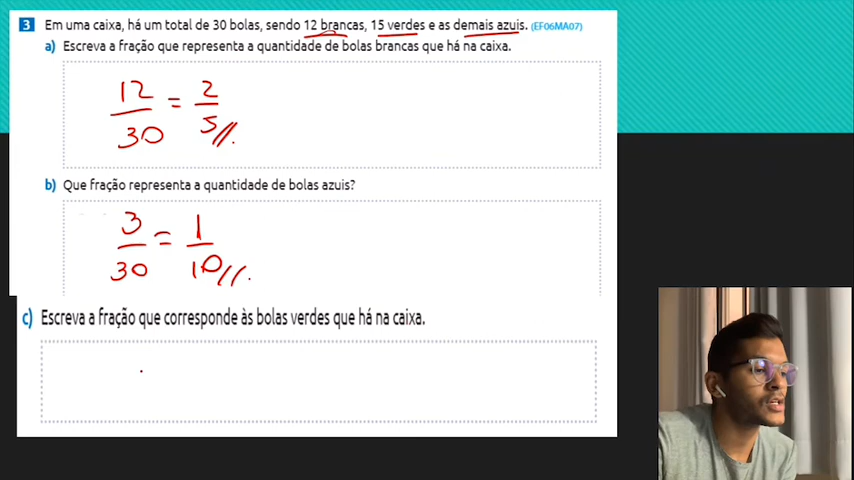 3 Em uma caixa, há um total de 30 bolas, sendo 12 brancas, 15 verdes e as demais azuis. (EF06MA07)
a) Escreva a fração que representa a quantidade de bolas brancas que há na caixa.
12/30 = 2/5//.
b) Que fração representa a quantidade de bolas azuis?
3/30 = 1/10//.
c) Escreva a fração que corresponde às bolas verdes que há na caixa.